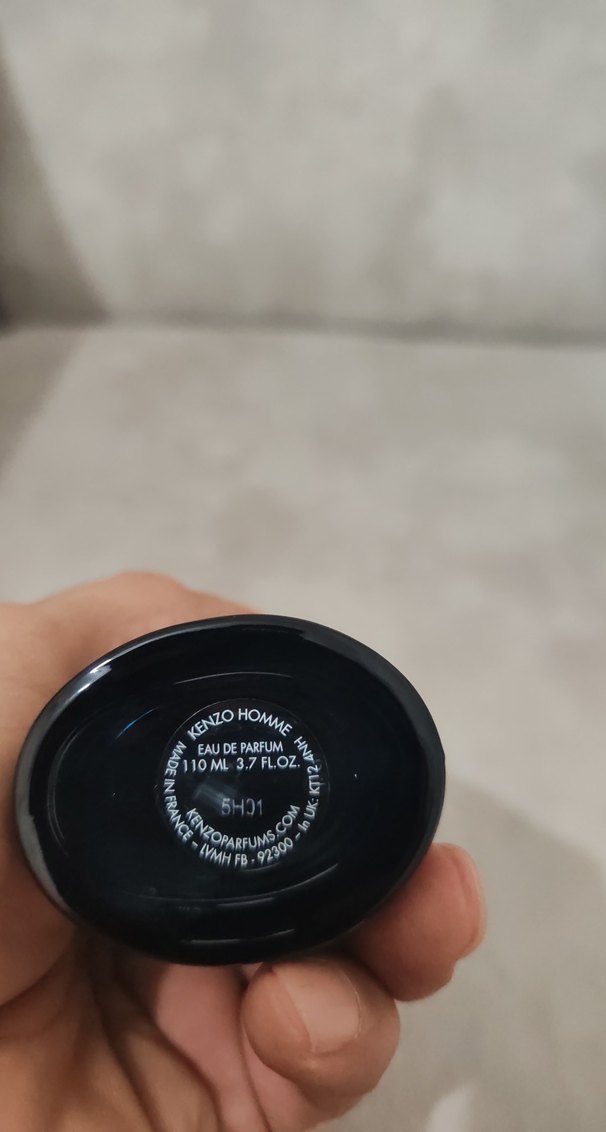 KENZO HOMME
EAU DE PARFUM
110 ML 3.7 FL.OZ.
5H01
KENZOPARFUMS.COM
MADE IN FRANCE – LVMH FB - 92300 – In UK: KT12 4NH